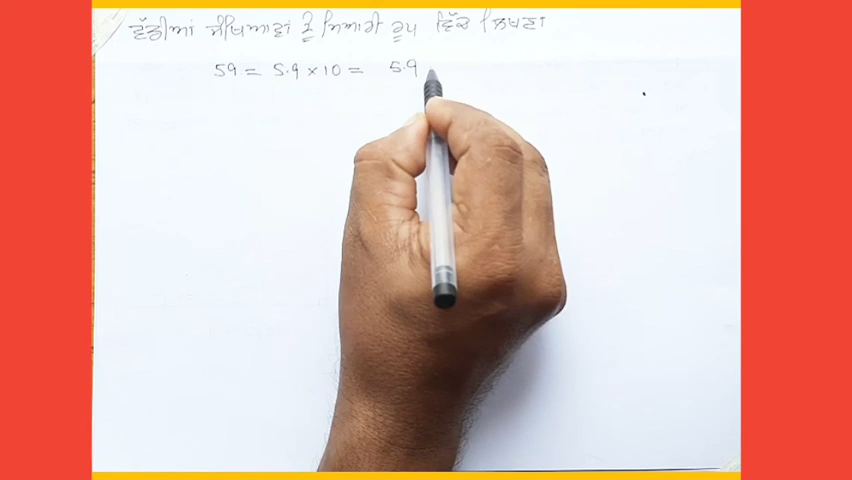 ਵੱਡੀਆਂ ਸੰਖਿਆਵਾਂ ਨੂੰ ਮਿਆਰੀ ਰੂਪ ਵਿੱਚ ਲਿਖਣਾ
59 = 5.9 × 10 = 5.9